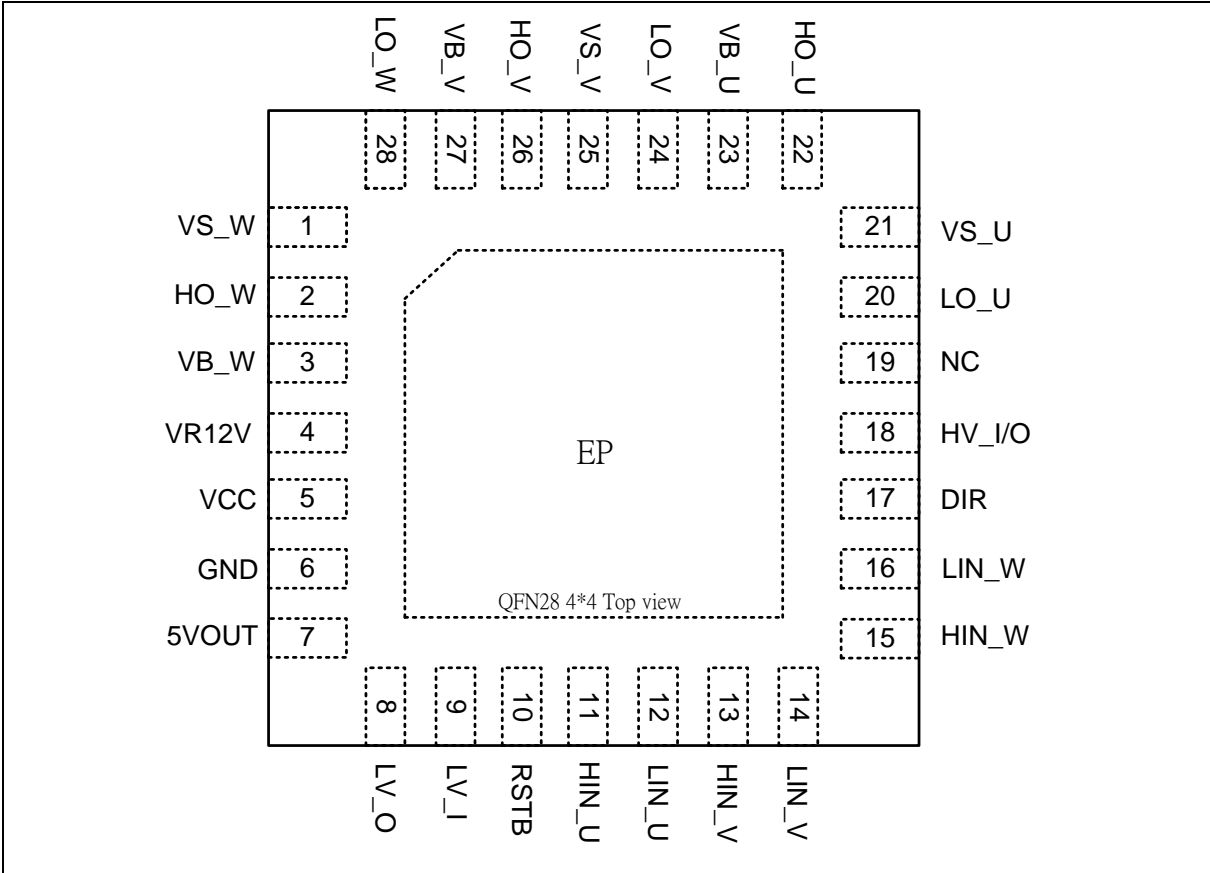 LO_W
VB_V
HO_V
VS_V
LO_V
VB_U
HO_U
28
27
26
25
24
23
22
VS_W 1
21 VS_U
HO_W 2
20 LO_U
VB_W 3
19 NC
VR12V 4
18 HV_I/O
EP
VCC 5
17 DIR
GND 6
16 LIN_W
QFN28 4*4 Top view
5VOUT 7
15 HIN_W
8
9
10
11
12
13
14
LV_O
LV_I
RSTB
HIN_U
LIN_U
HIN_V
LIN_V